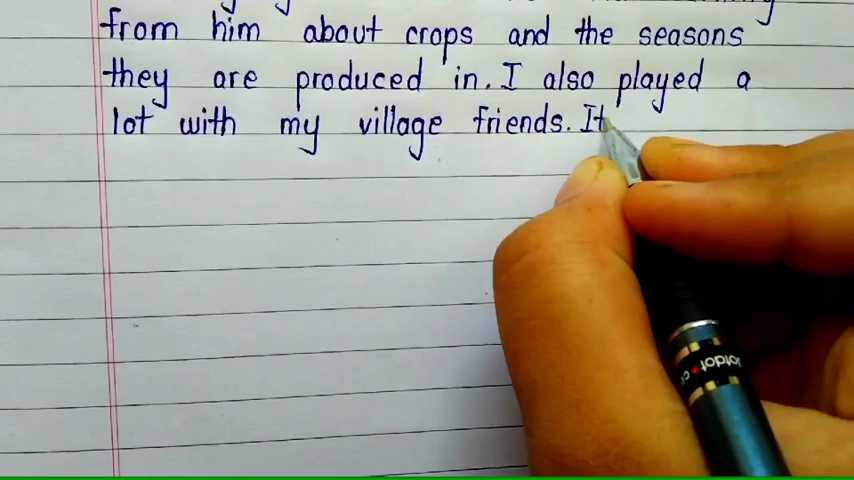 from him about crops and the seasons
they are produced in. I also played a
lot with my village friends. It